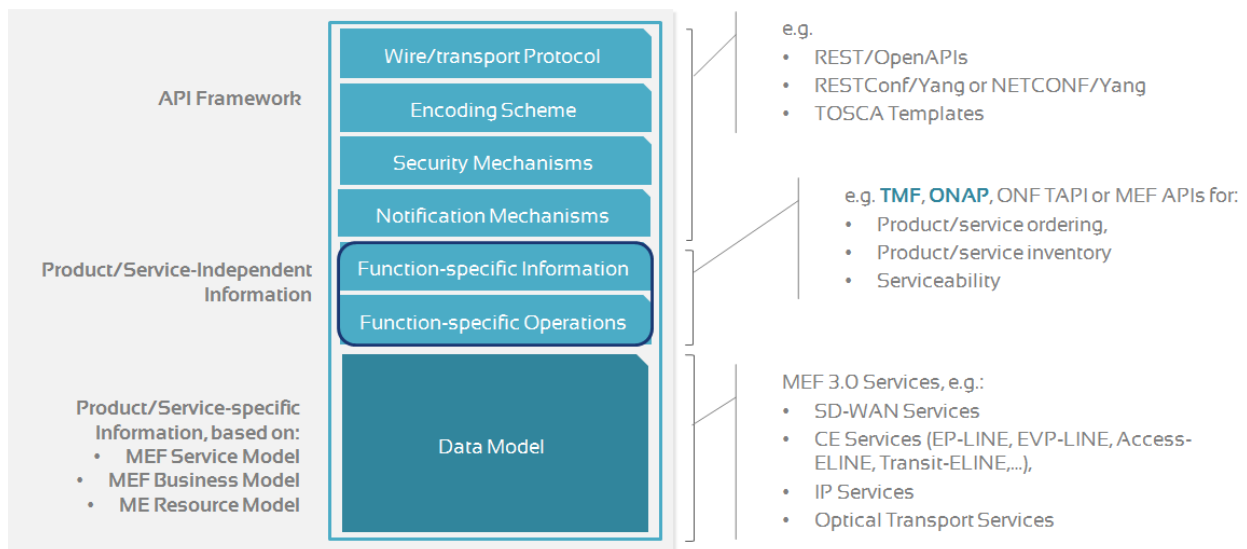 API Framework
Wire/transport Protocol
Encoding Scheme
Security Mechanisms
Notification Mechanisms
e.g.
• REST/OpenAPIs
• RESTConf/Yang or NETCONF/Yang
• TOSCA Templates
Product/Service-Independent
Information
Function-specific Information
Function-specific Operations
e.g. TMF, ONAP, ONF TAPI or MEF APIs for:
• Product/service ordering,
• Product/service inventory
• Serviceability
Product/Service-specific
Information, based on:
• MEF Service Model
• MEF Business Model
• ME Resource Model
Data Model
MEF 3.0 Services, e.g.:
• SD-WAN Services
• CE Services (EP-LINE, EVP-LINE, Access-
ELINE, Transit-ELINE,...),
• IP Services
• Optical Transport Services